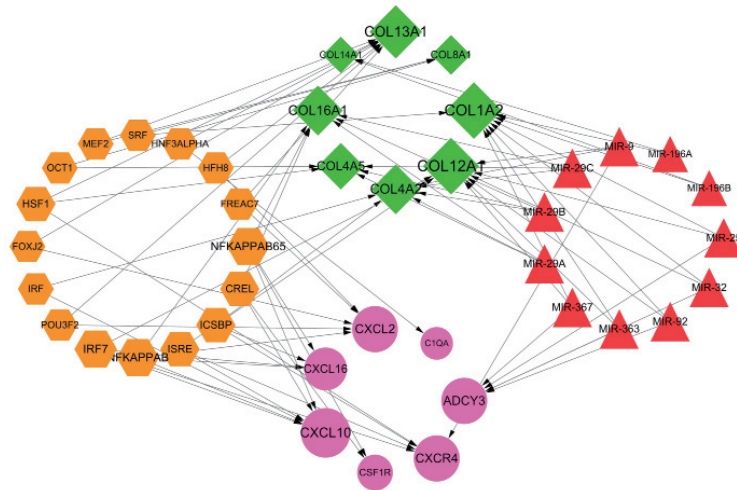 COL13A1
COL14A1
COL8A1
COL16A1
COL1A2
SRF
HNF3ALPHA
MEF2
MIR-9
MIR-196A
OCT1
HFH8
COL4A5
COL12A1
MIR-29C
COL4A2
MIR-196B
HSF1
FREAC7
MIR-29B
FOXJ2
NFKAPPAB65
MIR-25
MIR-29A
IRF
CREL
MIR-32
POU3F2
ICSBP
MIR-367
CXCL2
MIR-363
MIR-92
IRF7
NFKAPPAB
ISRE
C1QA
CXCL16
ADCY3
CXCL10
CXCR4
CSF1R